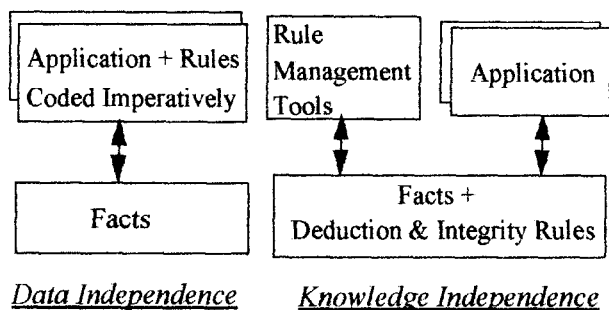 Application + Rules
Coded Imperatively
Facts
Data Independence
Rule
Management
Tools
Application
Facts +
Deduction & Integrity Rules
Knowledge Independence